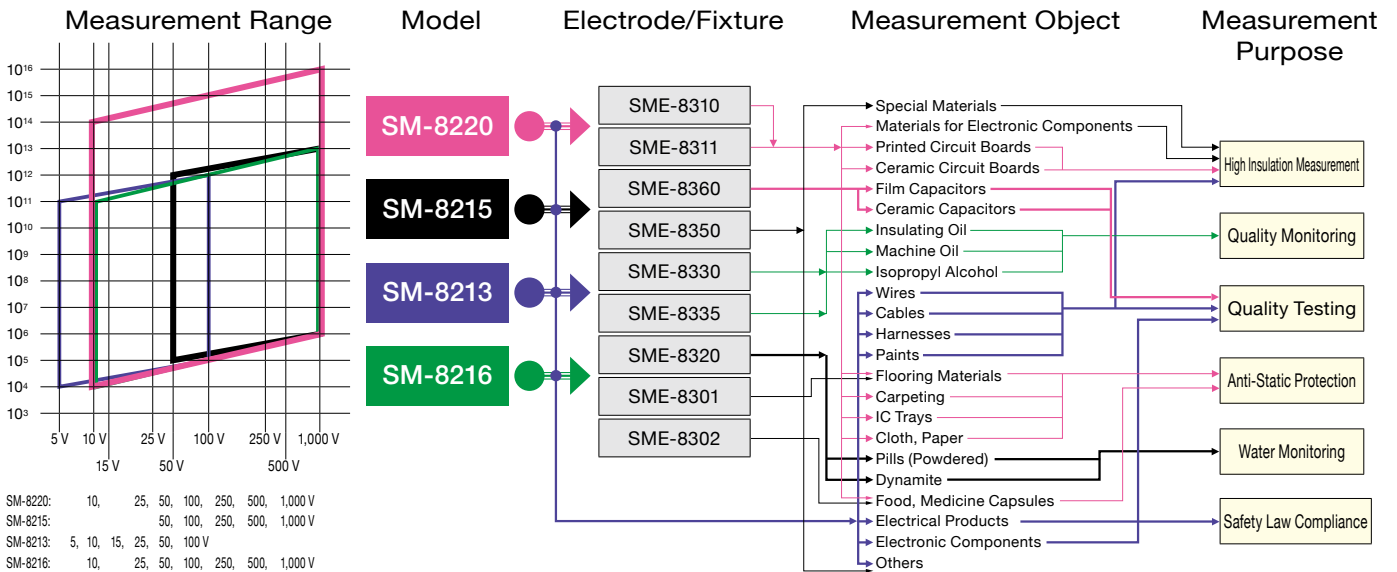 Measurement Range
Model
Electrode/Fixture
Measurement Object
Measurement
Purpose
10¹⁶
10¹⁵
10¹⁴
10¹³
10¹²
10¹¹
10¹⁰
10⁹
10⁸
10⁷
10⁶
10⁵
10⁴
10³
5 V 10 V 25 V 100 V 250 V 1,000 V
15 V 50 V 500 V
SM-8220: 10, 25, 50, 100, 250, 500, 1,000 V
SM-8215: 50, 100, 250, 500, 1,000 V
SM-8213: 5, 10, 15, 25, 50, 100 V
SM-8216: 10, 25, 50, 100, 250, 500, 1,000 V
SM-8220
SM-8215
SM-8213
SM-8216
SME-8310
SME-8311
SME-8360
SME-8350
SME-8330
SME-8335
SME-8320
SME-8301
SME-8302
Special Materials
Materials for Electronic Components
Printed Circuit Boards
Ceramic Circuit Boards
Film Capacitors
Ceramic Capacitors
Insulating Oil
Machine Oil
Isopropyl Alcohol
Wires
Cables
Harnesses
Paints
Flooring Materials
Carpeting
IC Trays
Cloth, Paper
Pills (Powdered)
Dynamite
Food, Medicine Capsules
Electrical Products
Electronic Components
Others
High Insulation Measurement
Quality Monitoring
Quality Testing
Anti-Static Protection
Water Monitoring
Safety Law Compliance